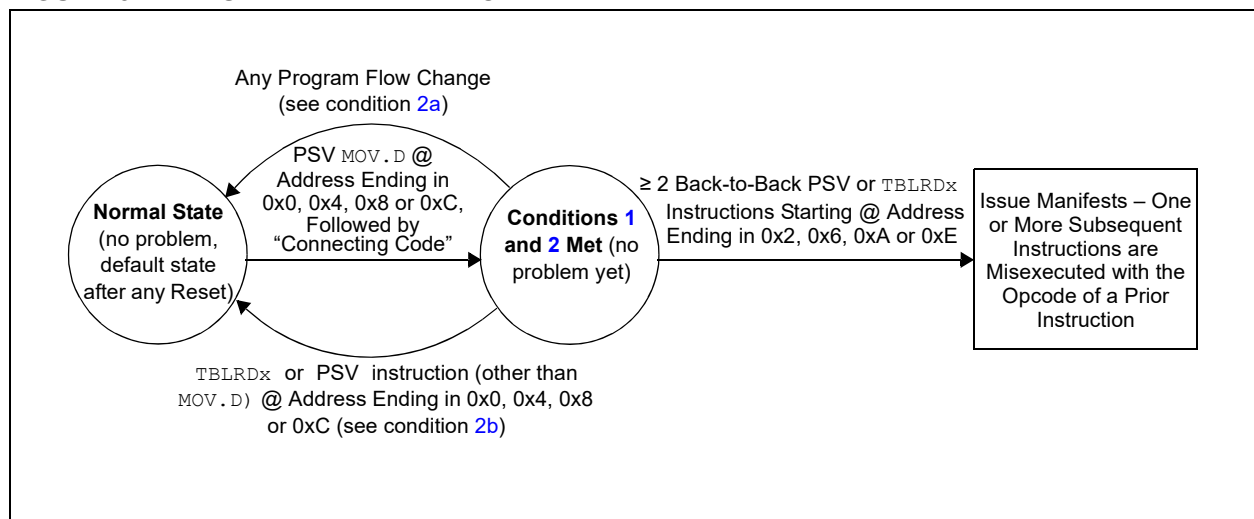 Any Program Flow Change
(see condition 2a)
PSV MOV.D @
Address Ending in
0x0, 0x4, 0x8 or 0xC,
Followed by
“Connecting Code”
Normal State
(no problem,
default state
after any Reset)
Conditions 1
and 2 Met (no
problem yet)
≥ 2 Back-to-Back PSV or TBLRDx
Instructions Starting @ Address
Ending in 0x2, 0x6, 0xA or 0xE
Issue Manifests – One
or More Subsequent
Instructions are
Misexecuted with the
Opcode of a Prior
Instruction
TBLRDx or PSV instruction (other than
MOV.D) @ Address Ending in 0x0, 0x4, 0x8
or 0xC (see condition 2b)